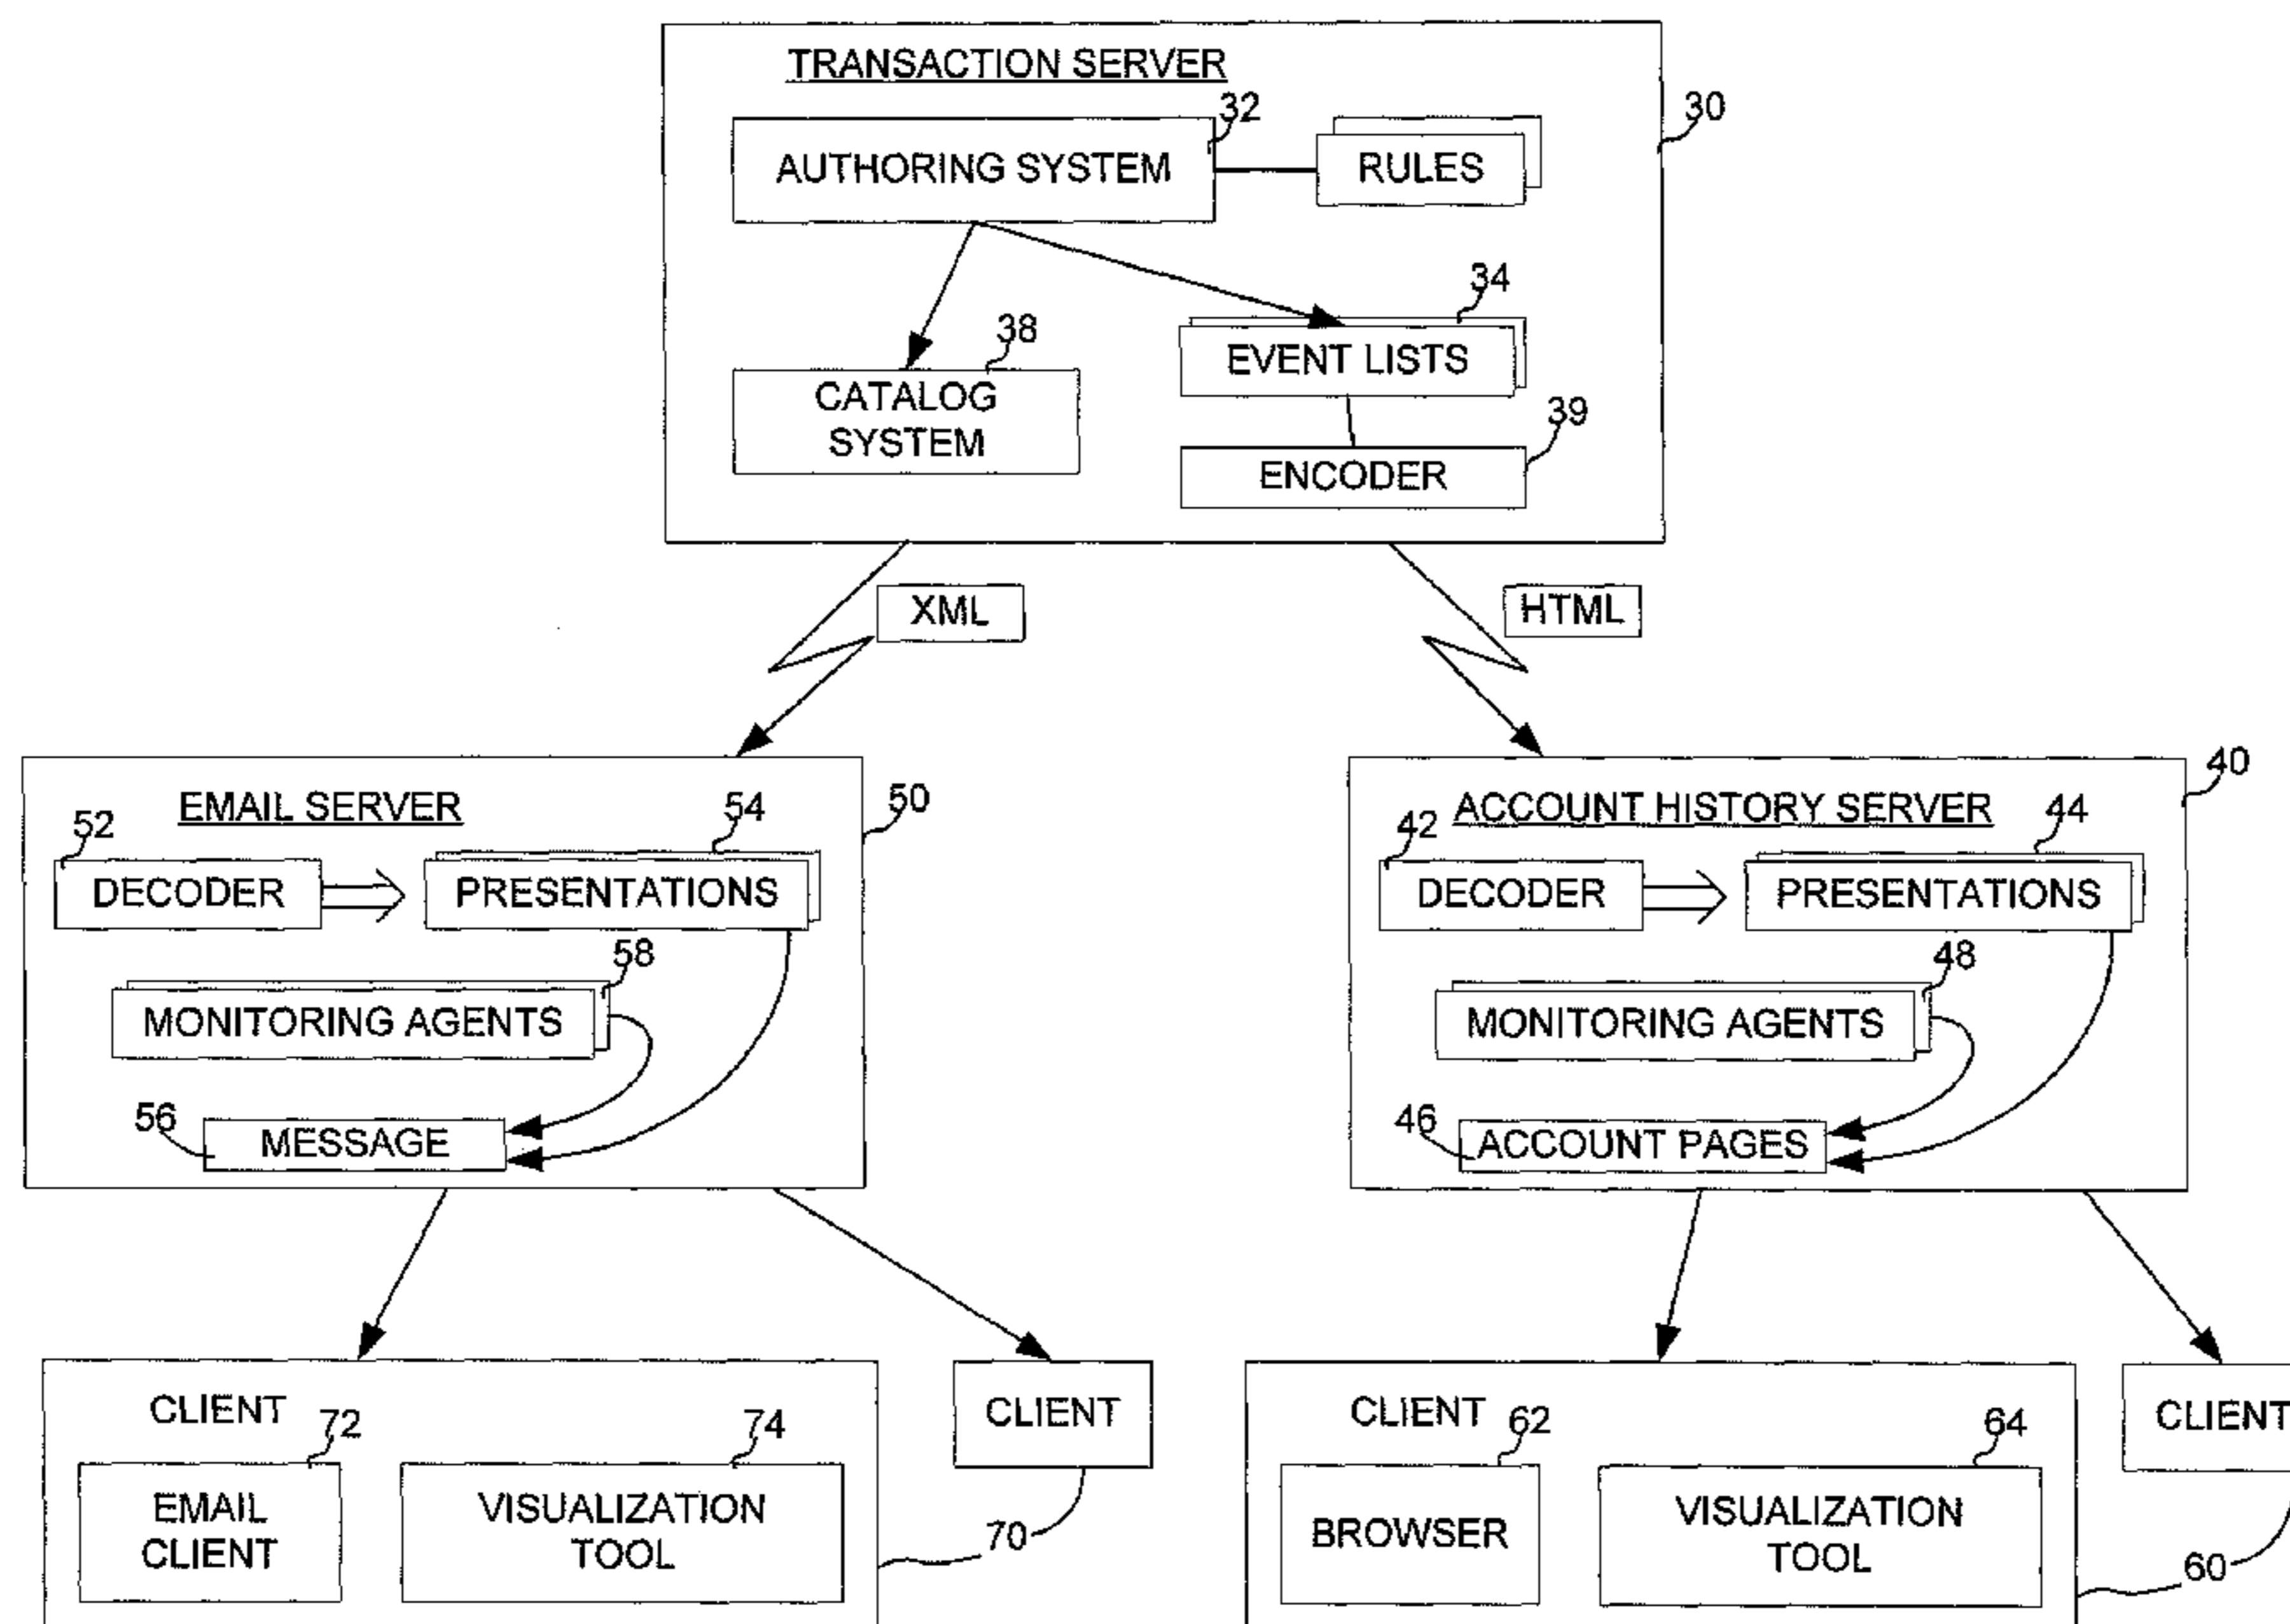 TRANSACTION SERVER
32
30
AUTHORING SYSTEM
RULES
34
38
EVENT LISTS
CATALOG
SYSTEM
39
ENCODER
XML
HTML
EMAIL SERVER
50
52
54
DECODER
PRESENTATIONS
58
MONITORING AGENTS
56
MESSAGE
ACCOUNT HISTORY SERVER
40
42
44
DECODER
PRESENTATIONS
48
MONITORING AGENTS
46
ACCOUNT PAGES
CLIENT
72
74
EMAIL
CLIENT
VISUALIZATION
TOOL
CLIENT
70
CLIENT
62
64
BROWSER
VISUALIZATION
TOOL
CLIENT
60